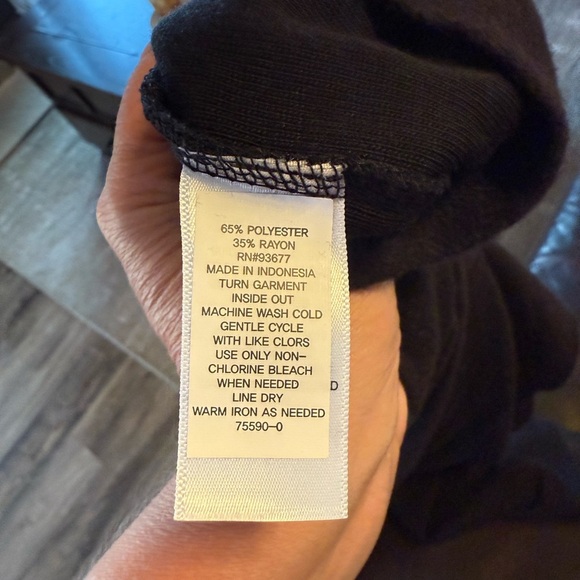 65% POLYESTER
35% RAYON
RN#93677
MADE IN INDONESIA
TURN GARMENT
INSIDE OUT
MACHINE WASH COLD
GENTLE CYCLE
WITH LIKE CLORS
USE ONLY NON-
CHLORINE BLEACH
WHEN NEEDED
D
LINE DRY
WARM IRON AS NEEDED
75590-0